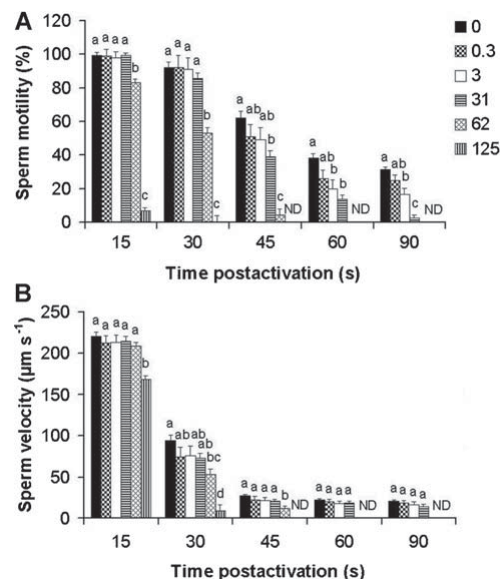 A
Sperm motility (%)
120
100
80
60
40
20
0
a a a a b c
a a a a b c
a ab ab b c ND
a ab b b ND
a ab b c ND
15 30 45 60 90
Time postactivation (s)
0
0.3
3
31
62
125
B
Sperm velocity (µm s⁻¹)
250
200
150
100
50
0
a a a a a b
a ab ab ab bc d
a a a a b ND
a a a a ND
a a a a ND
15 30 45 60 90
Time postactivation (s)